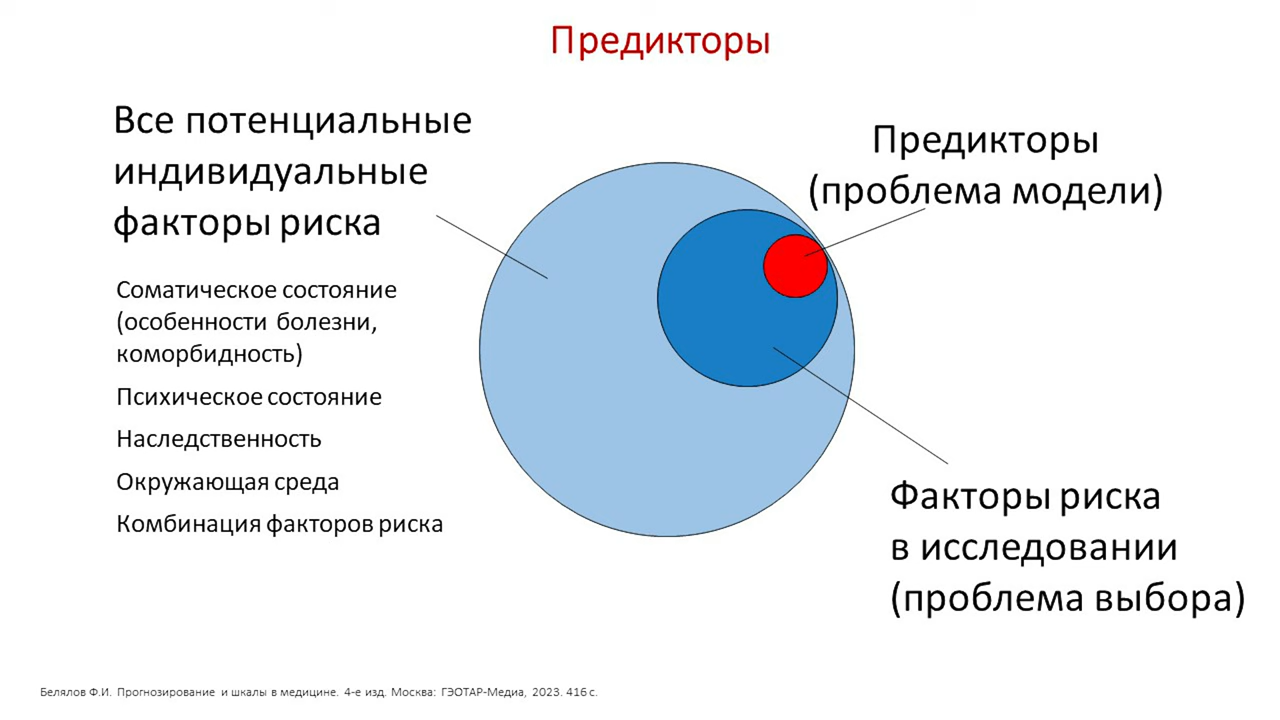 Предикторы
Все потенциальные
индивидуальные
факторы риска
Соматическое состояние
(особенности болезни,
коморбидность)
Психическое состояние
Наследственность
Окружающая среда
Комбинация факторов риска
Предикторы
(проблема модели)
Факторы риска
в исследовании
(проблема выбора)
Белялов Ф.И. Прогнозирование и шкалы в медицине. 4-е изд. Москва: ГЭОТАР-Медиа, 2023. 416 с.